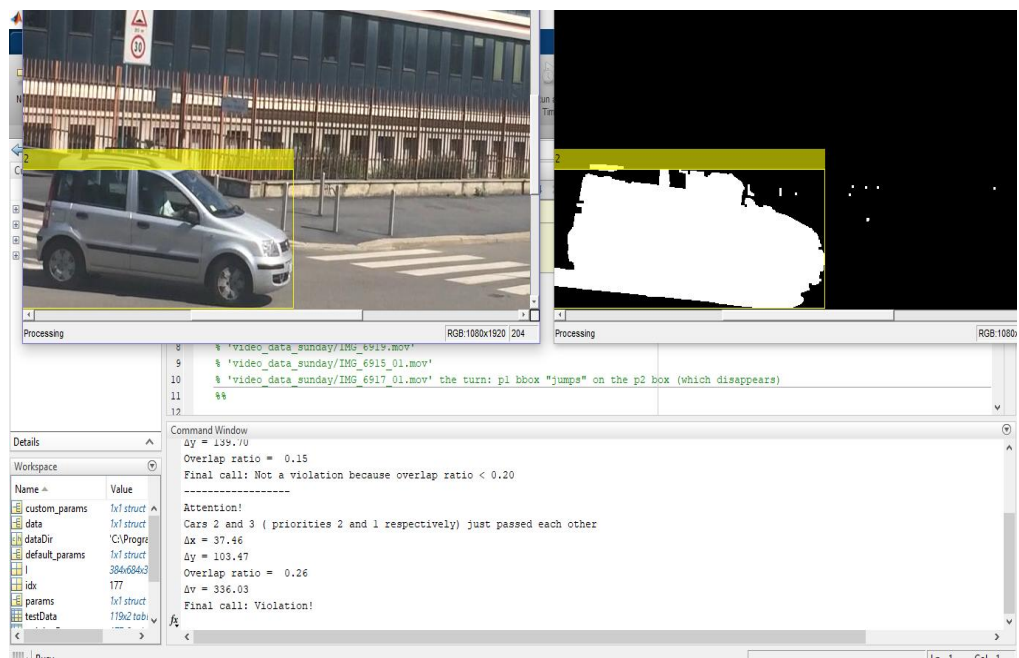 30
2
2
Processing
RGB:1080x1920 204
Processing
RGB:1080x
8 % 'video_data_sunday/IMG_6919.mov'
9 % 'video_data_sunday/IMG_6915_01.mov'
10 % 'video_data_sunday/IMG_6917_01.mov' the turn: p1 bbox "jumps" on the p2 box (which disappears)
11 %%
12
Details
Workspace
Name Value
custom_params 1x1 struct
data 1x1 struct
dataDir 'C:\Progra
default_params 1x1 struct
I 384x684x3
idx 177
params 1x1 struct
testData 119x2 tabl
Command Window
Δy = 139.70
Overlap ratio = 0.15
Final call: Not a violation because overlap ratio < 0.20
------------------
Attention!
Cars 2 and 3 ( priorities 2 and 1 respectively) just passed each other
Δx = 37.46
Δy = 103.47
Overlap ratio = 0.26
Δv = 336.03
Final call: Violation!
fx